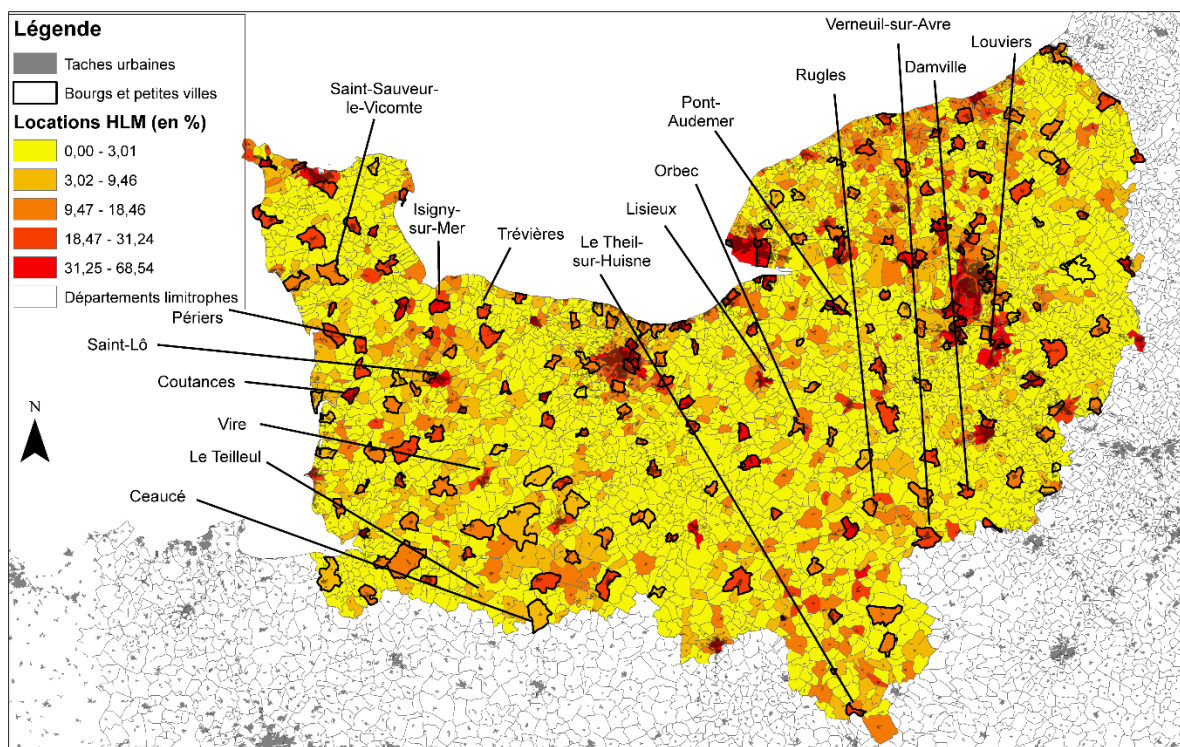 Légende
Taches urbaines
Bourgs et petites villes
Locations HLM (en %)
0,00 - 3,01
3,02 - 9,46
9,47 - 18,46
18,47 - 31,24
31,25 - 68,54
Départements limitrophes
Périers
Saint-Lô
Coutances
Vire
Le Teilleul
Ceaucé
N
Saint-Sauveur-
le-Vicomte
Isigny-
sur-Mer
Trévières
Le Theil-
sur-Huisne
Lisieux
Orbec
Pont-
Audemer
Rugles
Verneuil-sur-Avre
Damville
Louviers